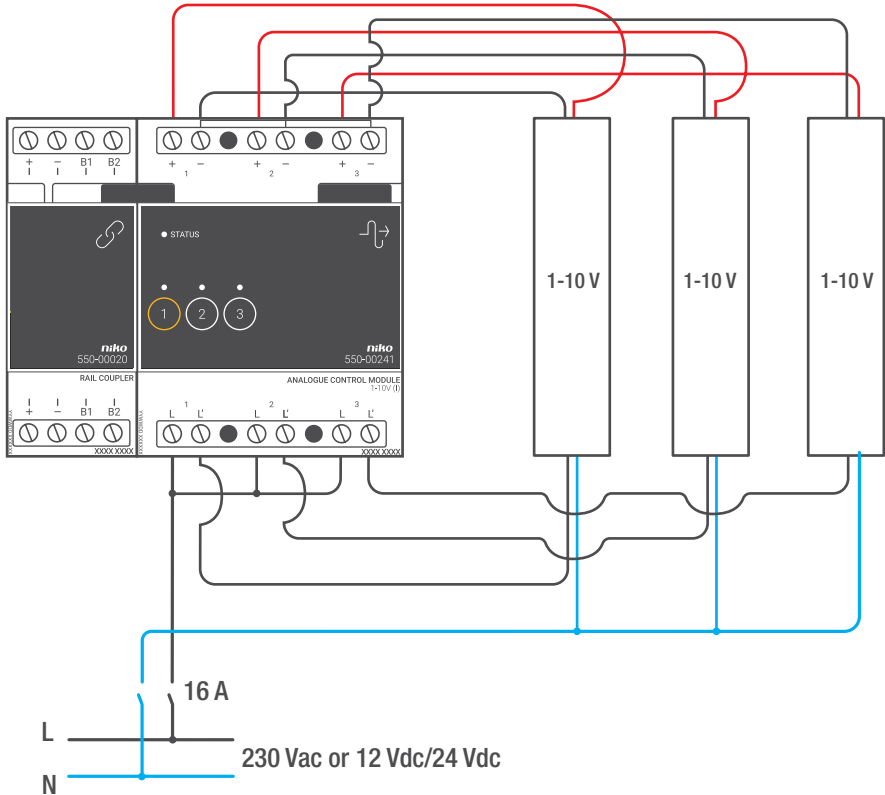 + − B1 B2
+ − + − + −
1 2 3
STATUS
1 2 3
niko
550-00020
niko
550-00241
RAIL COUPLER
ANALOGUE CONTROL MODULE
1-10V (I)
+ − B1 B2
1 2 3
L L' L L' L L'
XXXX XXXX
XXXX XXXX
1-10 V
1-10 V
1-10 V
16 A
L
230 Vac or 12 Vdc/24 Vdc
N